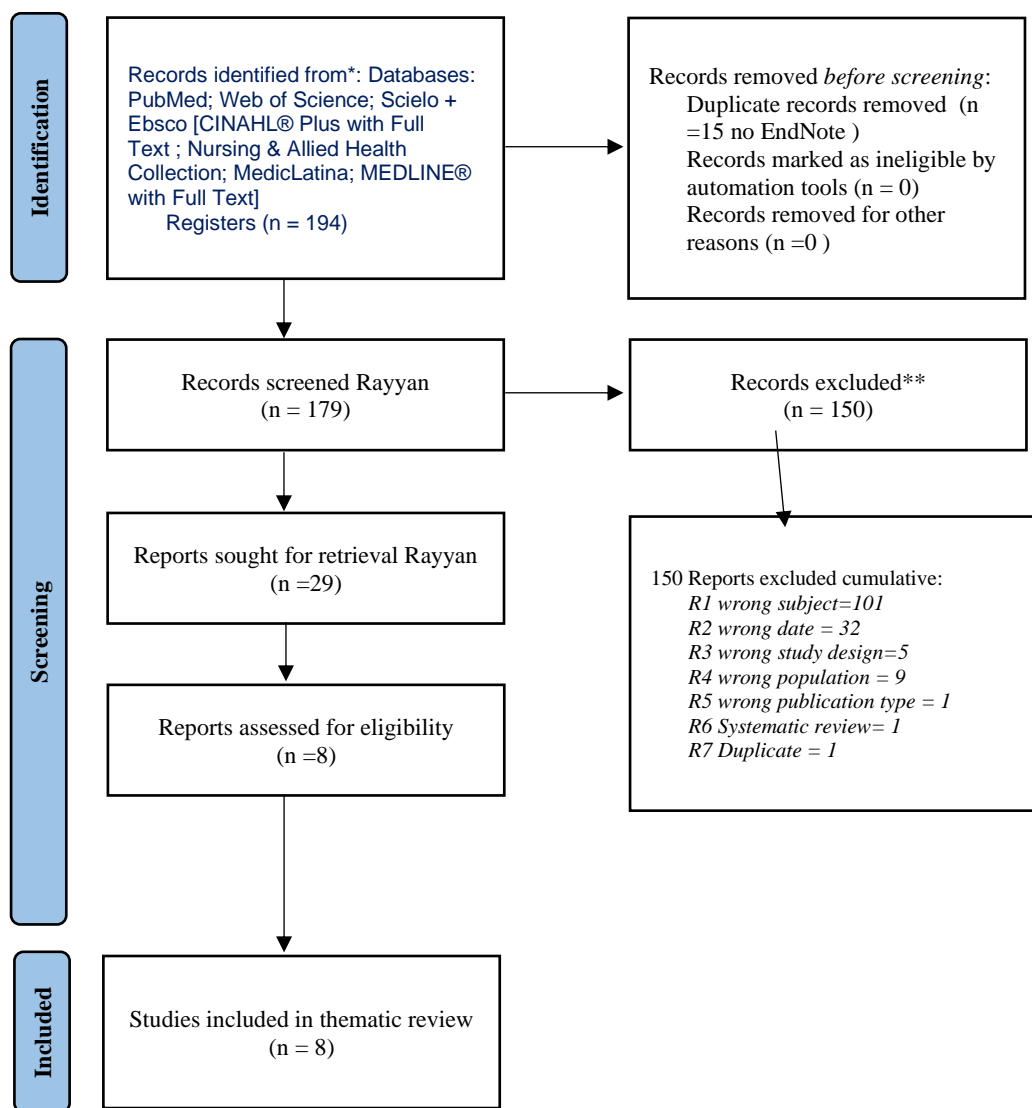 Identification
Records identified from*: Databases:
PubMed; Web of Science; Scielo +
Ebsco [CINAHL® Plus with Full
Text ; Nursing & Allied Health
Collection; MedicLatina; MEDLINE®
with Full Text]
Registers (n = 194)
Records removed before screening:
Duplicate records removed (n
=15 no EndNote )
Records marked as ineligible by
automation tools (n = 0)
Records removed for other
reasons (n =0 )
Screening
Records screened Rayyan
(n = 179)
Records excluded**
(n = 150)
Reports sought for retrieval Rayyan
(n =29)
150 Reports excluded cumulative:
R1 wrong subject=101
R2 wrong date = 32
R3 wrong study design=5
R4 wrong population = 9
R5 wrong publication type = 1
R6 Systematic review= 1
R7 Duplicate = 1
Reports assessed for eligibility
(n =8)
Included
Studies included in thematic review
(n = 8)